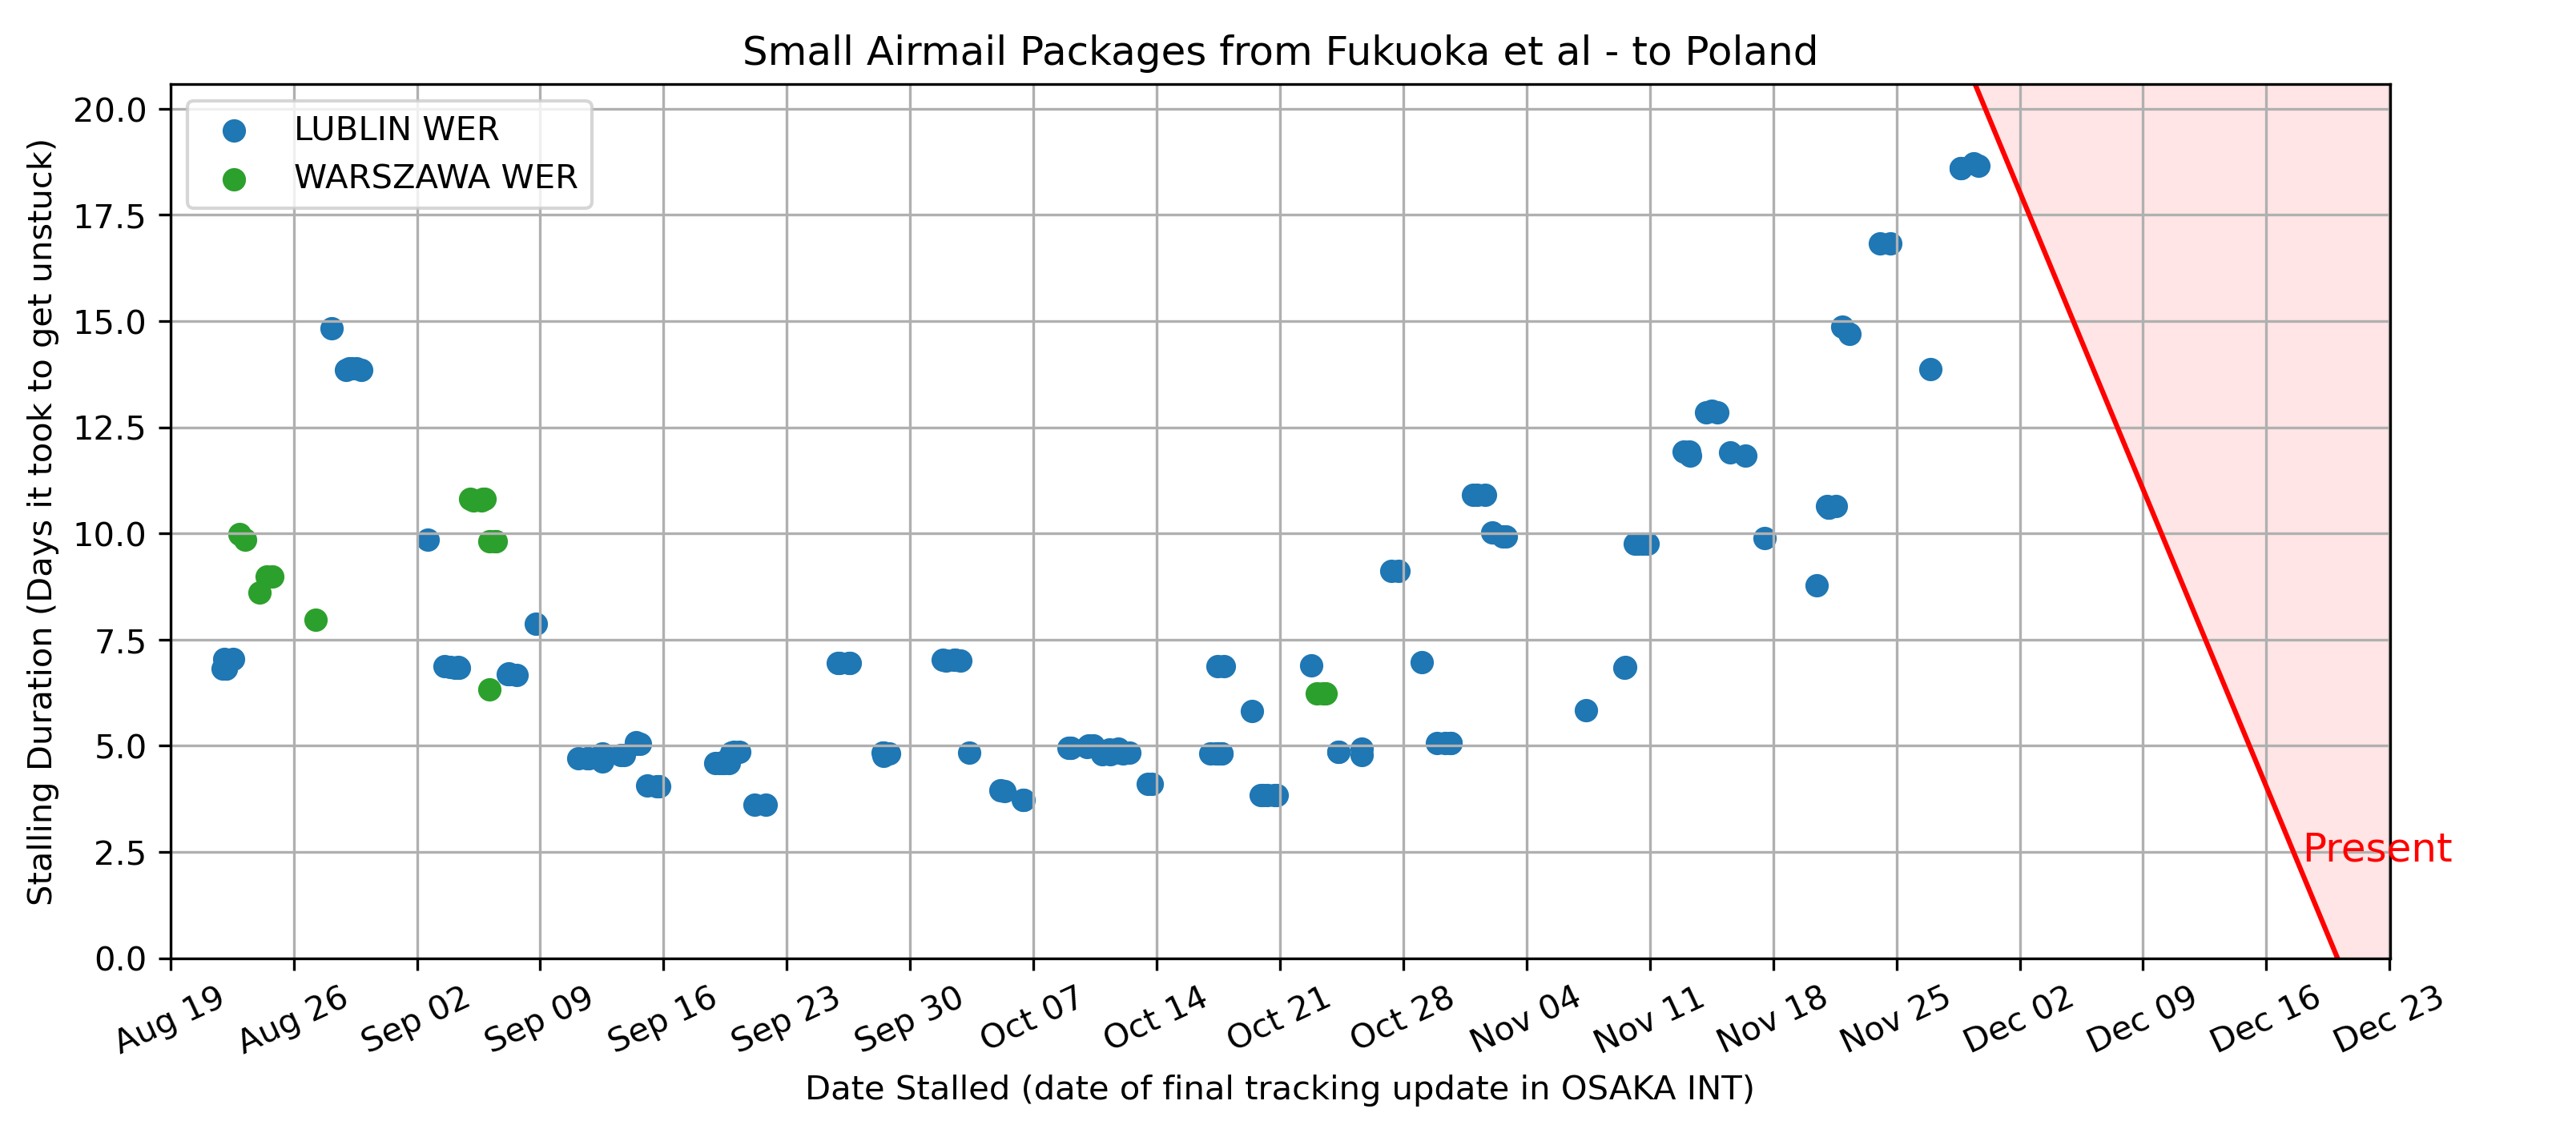 Small Airmail Packages from Fukuoka et al - to Poland
LUBLIN WER
WARSZAWA WER
Stalling Duration (Days it took to get unstuck)
20.0
17.5
15.0
12.5
10.0
7.5
5.0
2.5
0.0
Present
Aug 19
Aug 26
Sep 02
Sep 09
Sep 16
Sep 23
Sep 30
Oct 07
Oct 14
Oct 21
Oct 28
Nov 04
Nov 11
Nov 18
Nov 25
Dec 02
Dec 09
Dec 16
Dec 23
Date Stalled (date of final tracking update in OSAKA INT)